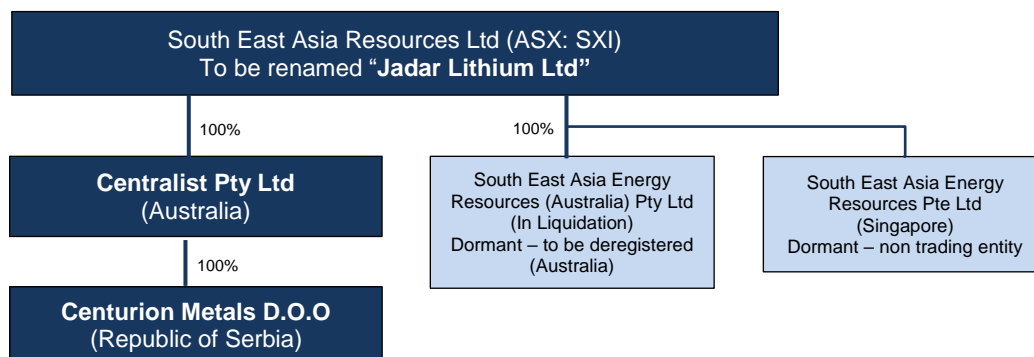 South East Asia Resources Ltd (ASX: SXI)
To be renamed “Jadar Lithium Ltd”
100%
100%
Centralist Pty Ltd
(Australia)
South East Asia Energy
Resources (Australia) Pty Ltd
(In Liquidation)
Dormant – to be deregistered
(Australia)
South East Asia Energy
Resources Pte Ltd
(Singapore)
Dormant – non trading entity
100%
Centurion Metals D.O.O
(Republic of Serbia)